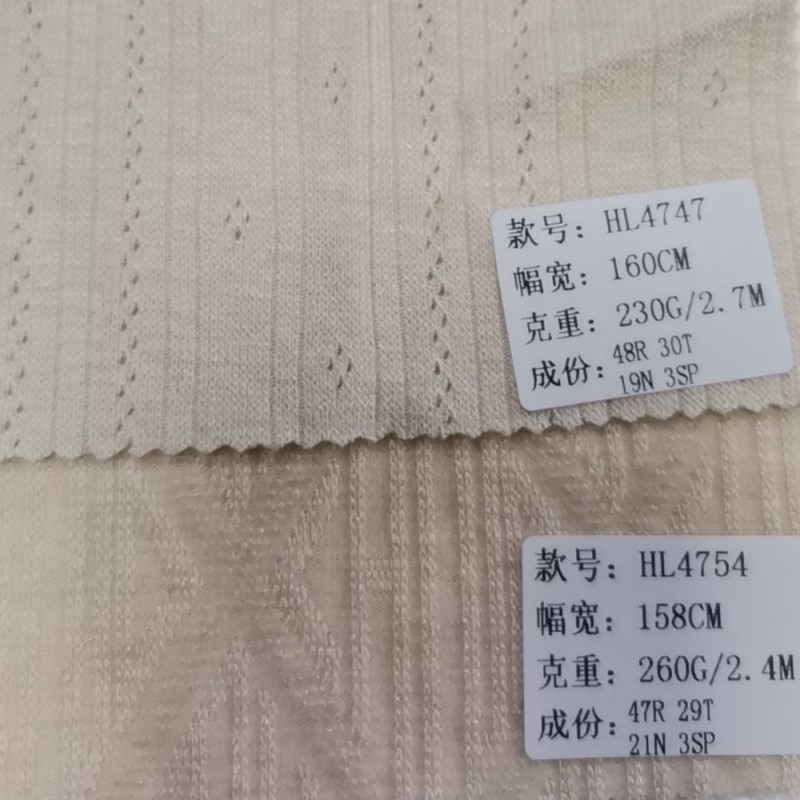 款号：HL4747
幅宽：160CM
克重：230G/2.7M
成份：48R 30T
19N 3SP
款号：HL4754
幅宽：158CM
克重：260G/2.4M
成份：47R 29T
21N 3SP